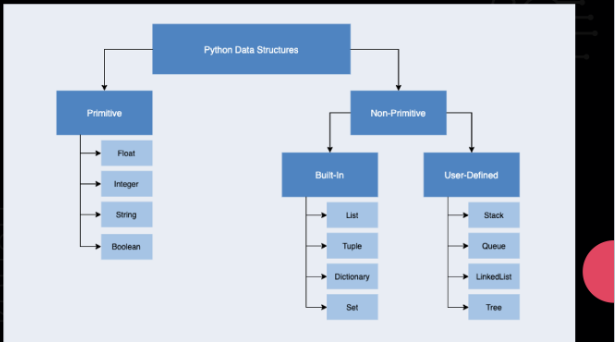 Python Data Structures
Primitive
Float
Integer
String
Boolean
Non-Primitive
Built-In
List
Tuple
Dictionary
Set
User-Defined
Stack
Queue
LinkedList
Tree